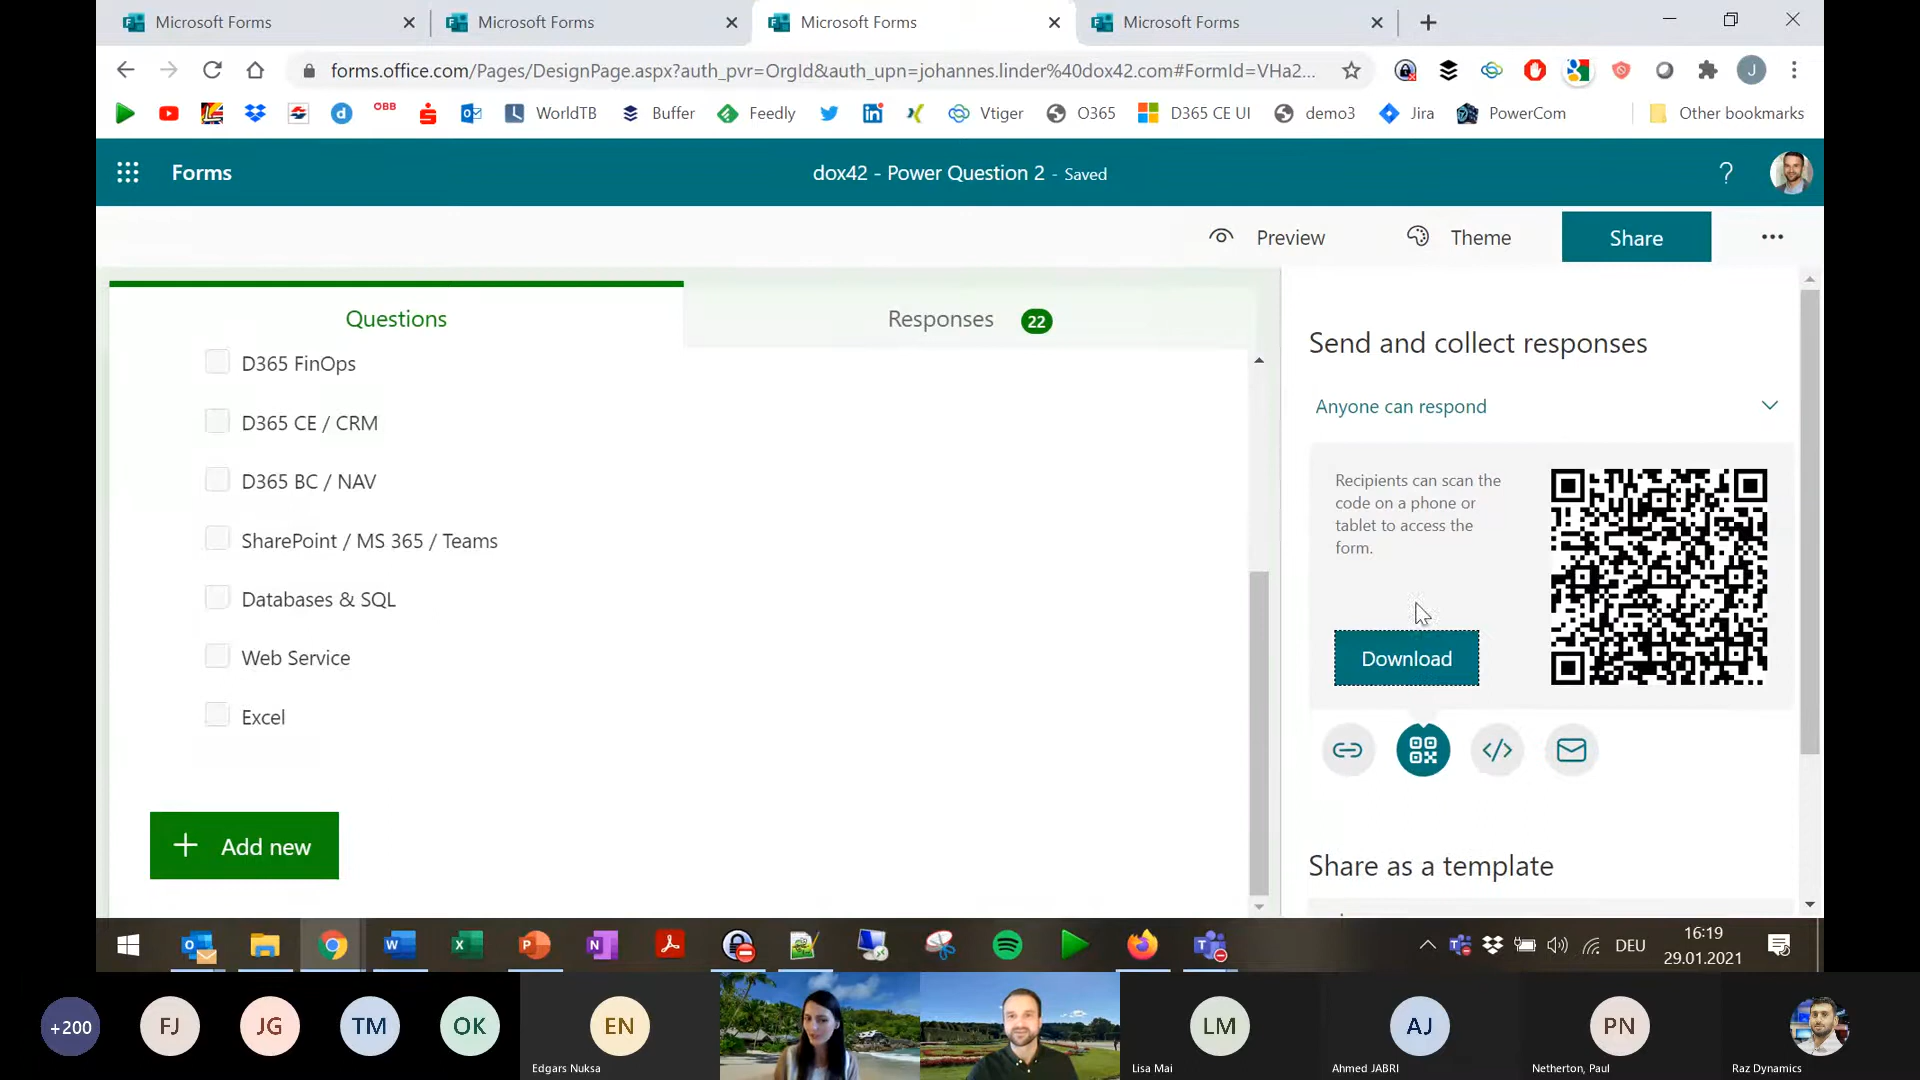 Microsoft Forms
Microsoft Forms
Microsoft Forms
Microsoft Forms
forms.office.com/Pages/DesignPage.aspx?auth_pvr=OrgId&auth_upn=johannes.linder%40dox42.com#FormId=VHa2...
J
OBB
WorldTB
Buffer
Feedly
Vtiger
O365
D365 CE UI
demo3
Jira
PowerCom
Other bookmarks
Forms
dox42 - Power Question 2 - Saved
?
Preview
Theme
Share
Questions
Responses 22
D365 FinOps
D365 CE / CRM
D365 BC / NAV
SharePoint / MS 365 / Teams
Databases & SQL
Web Service
Excel
Add new
Send and collect responses
Anyone can respond
Recipients can scan the
code on a phone or
tablet to access the
form.
Download
Share as a template
DEU
16:19
29.01.2021
+200
FJ
JG
TM
OK
EN
Edgars Nuksa
LM
Lisa Mai
AJ
Ahmed JABRI
PN
Netherton, Paul
Raz Dynamics